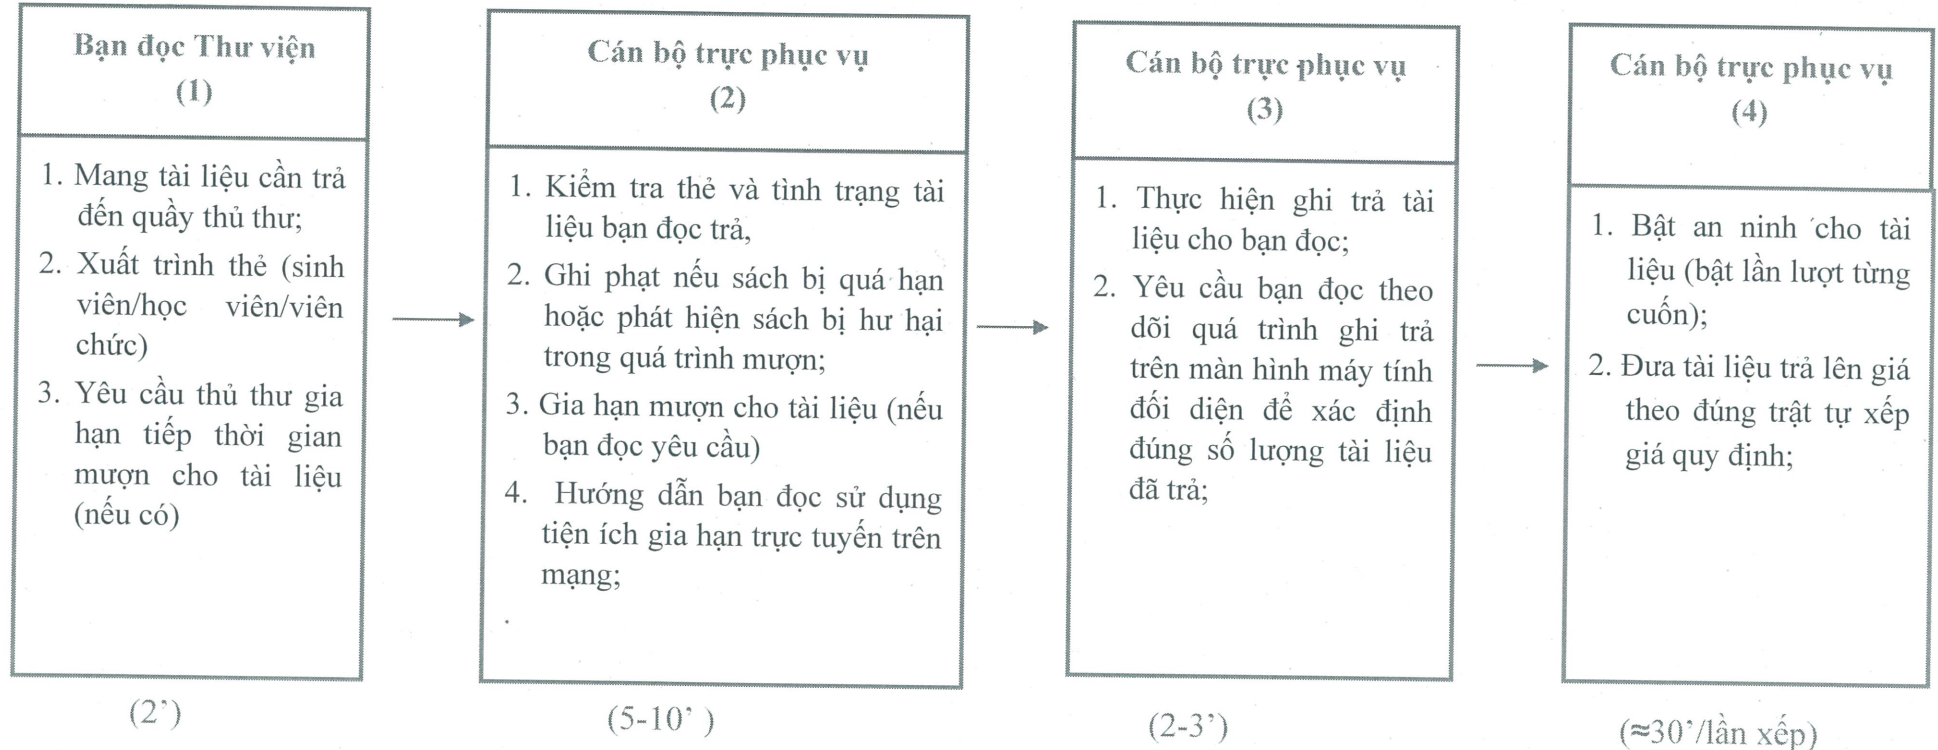 Bạn đọc Thư viện
(1)
1. Mang tài liệu cần trả
đến quầy thủ thư;
2. Xuất trình thẻ (sinh
viên/học viên/viên
chức)
3. Yêu cầu thủ thư gia
hạn tiếp thời gian
mượn cho tài liệu
(nếu có)
(2’)
Cán bộ trực phục vụ
(2)
1. Kiểm tra thẻ và tình trạng tài
liệu bạn đọc trả,
2. Ghi phạt nếu sách bị quá hạn
hoặc phát hiện sách bị hư hại
trong quá trình mượn;
3. Gia hạn mượn cho tài liệu (nếu
bạn đọc yêu cầu)
4. Hướng dẫn bạn đọc sử dụng
tiện ích gia hạn trực tuyến trên
mạng;
.
(5-10’ )
Cán bộ trực phục vụ
(3)
1. Thực hiện ghi trả tài
liệu cho bạn đọc;
2. Yêu cầu bạn đọc theo
dõi quá trình ghi trả
trên màn hình máy tính
đối diện để xác định
đúng số lượng tài liệu
đã trả;
(2-3’)
Cán bộ trực phục vụ
(4)
1. Bật an ninh cho tài
liệu (bật lần lượt từng
cuốn);
2. Đưa tài liệu trả lên giá
theo đúng trật tự xếp
giá quy định;
(≈30’/lần xếp)